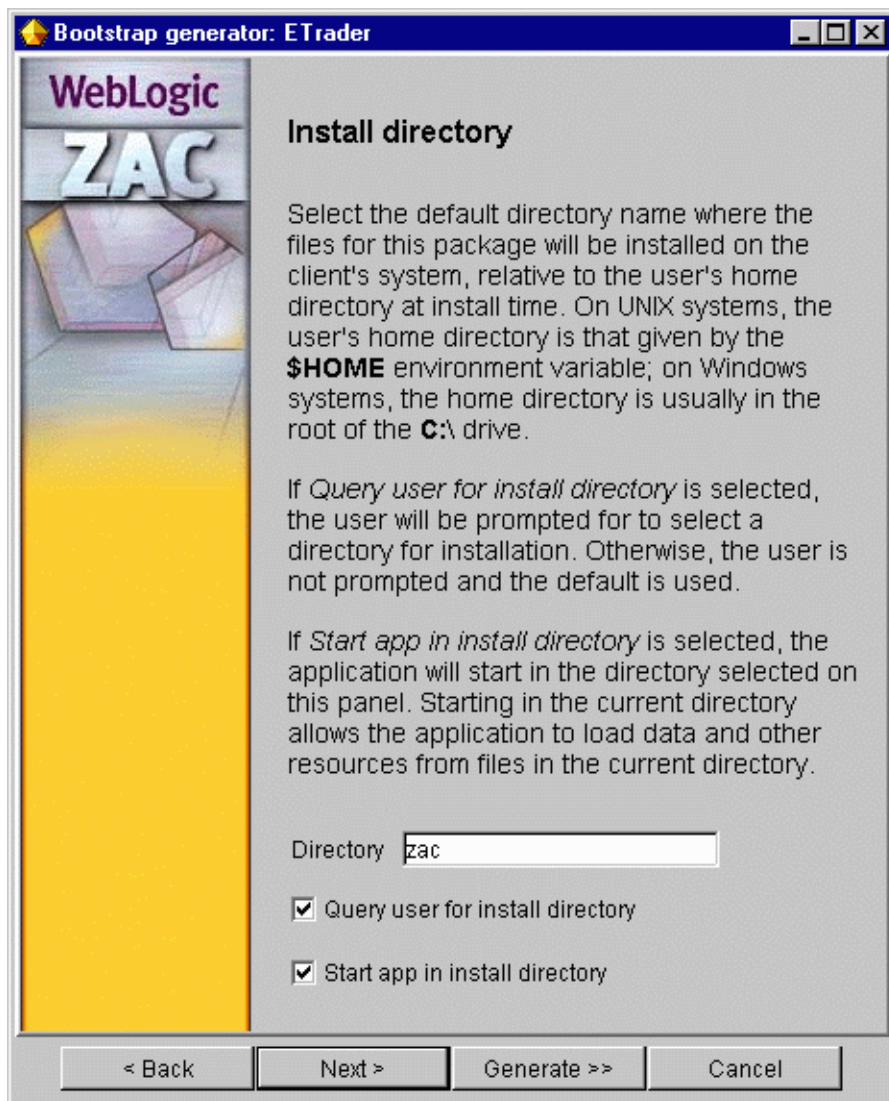 Bootstrap generator: ETrader
WebLogic
ZAC
Install directory
Select the default directory name where the
files for this package will be installed on the
client's system, relative to the user's home
directory at install time. On UNIX systems, the
user's home directory is that given by the
$HOME environment variable; on Windows
systems, the home directory is usually in the
root of the C:\ drive.
If Query user for install directory is selected,
the user will be prompted for to select a
directory for installation. Otherwise, the user is
not prompted and the default is used.
If Start app in install directory is selected, the
application will start in the directory selected on
this panel. Starting in the current directory
allows the application to load data and other
resources from files in the current directory.
Directory zac
Query user for install directory
Start app in install directory
< Back Next > Generate >> Cancel